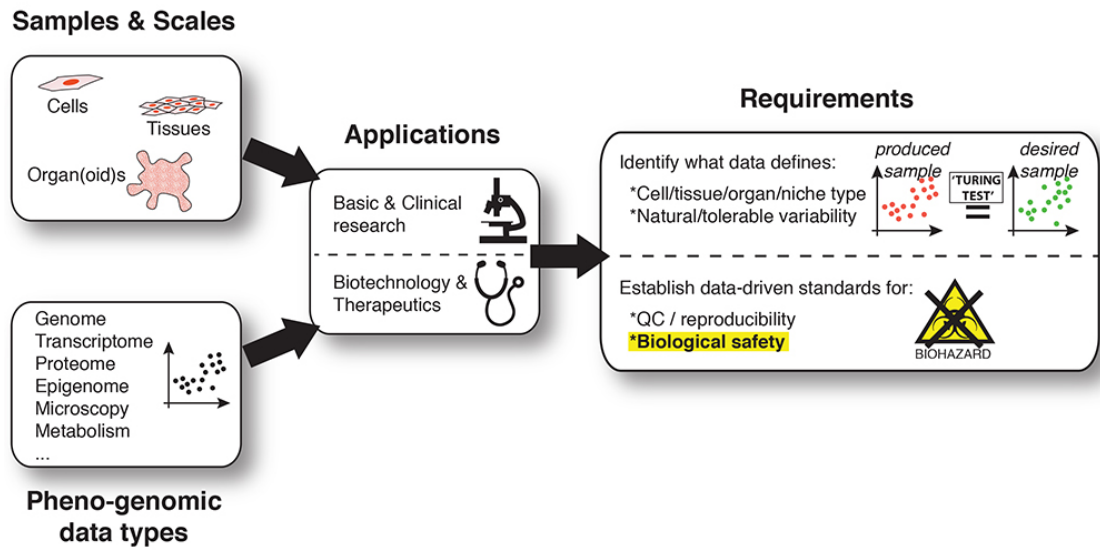 Samples & Scales
Cells
Tissues
Organ(oid)s
Genome
Transcriptome
Proteome
Epigenome
Microscopy
Metabolism
...
Pheno-genomic
data types
Applications
Basic & Clinical
research
Biotechnology &
Therapeutics
Requirements
Identify what data defines:
*Cell/tissue/organ/niche type
*Natural/tolerable variability
produced
sample
'TURING
TEST'
desired
sample
Establish data-driven standards for:
*QC / reproducibility
*Biological safety
BIOHAZARD